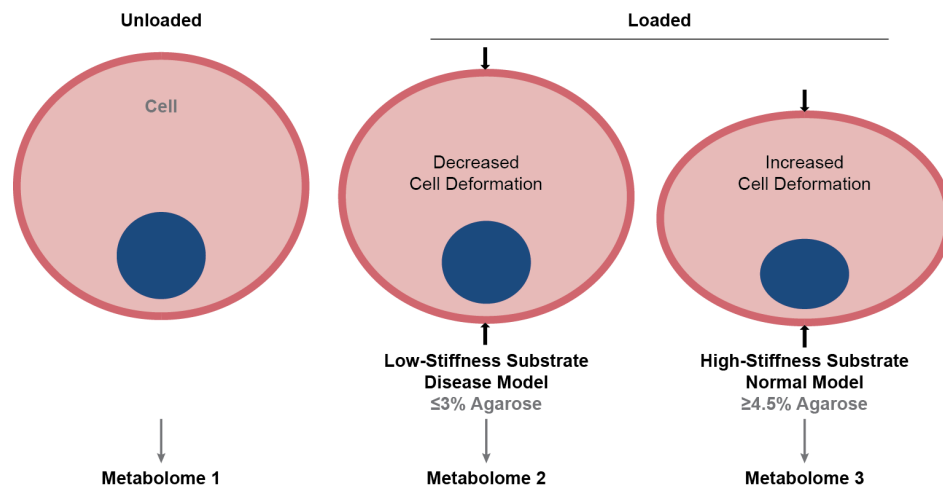 Unloaded
Loaded
Cell
Decreased
Cell Deformation
Increased
Cell Deformation
Low-Stiffness Substrate
Disease Model
≤3% Agarose
High-Stiffness Substrate
Normal Model
≥4.5% Agarose
Metabolome 1
Metabolome 2
Metabolome 3